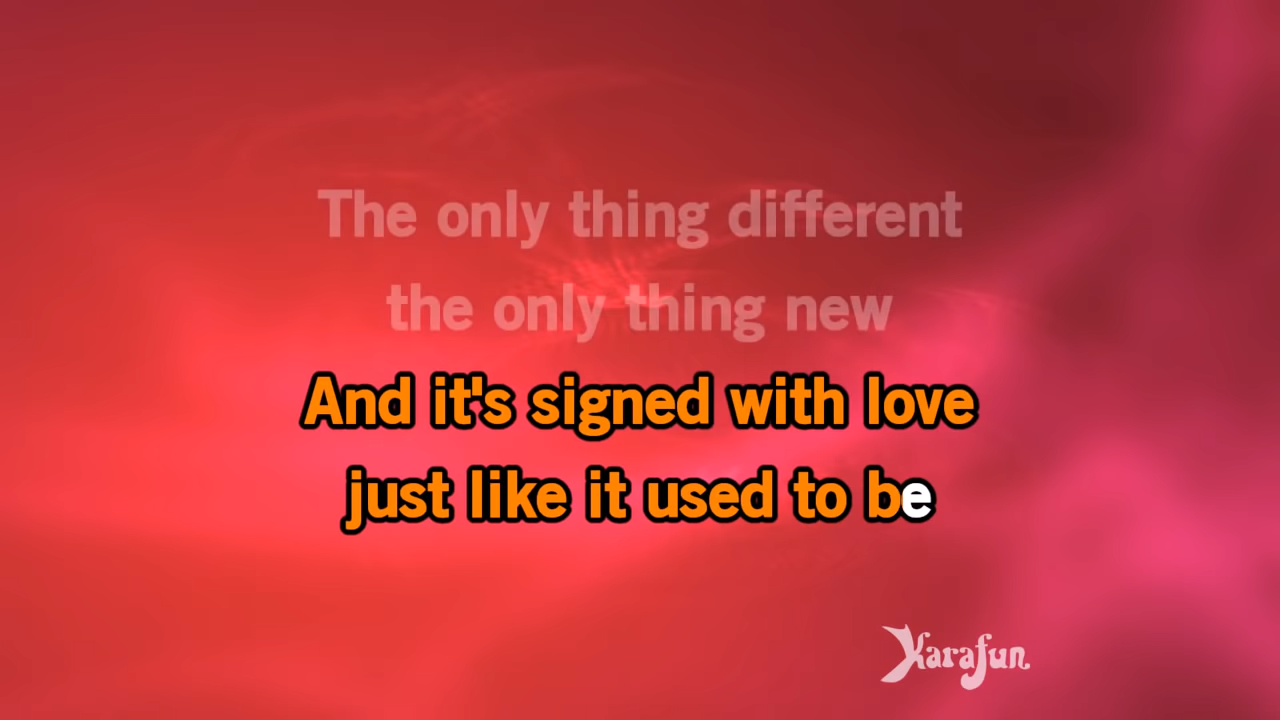 The only thing different
the only thing new
And it's signed with love
just like it used to be
Karafun